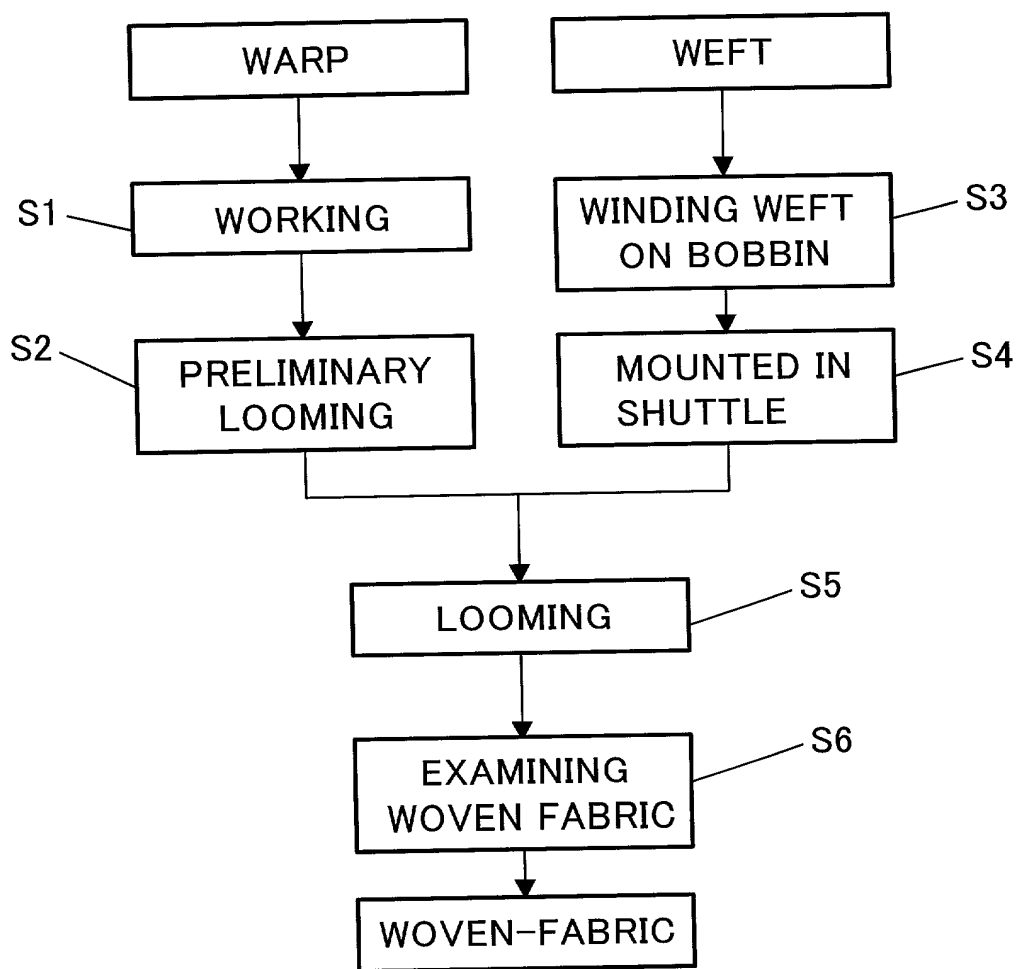 WARP
WEFT
S1
WORKING
WINDING WEFT
ON BOBBIN
S3
S2
PRELIMINARY
LOOMING
MOUNTED IN
SHUTTLE
S4
LOOMING
S5
EXAMINING
WOVEN FABRIC
S6
WOVEN-FABRIC